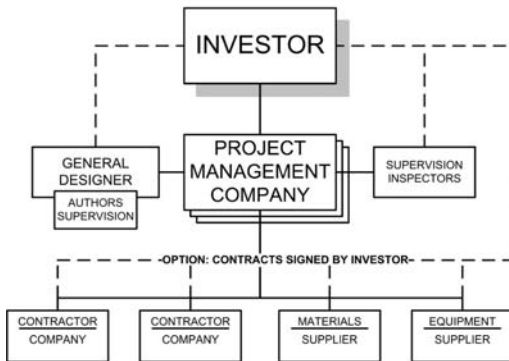 INVESTOR
PROJECT
MANAGEMENT
COMPANY
GENERAL
DESIGNER
AUTHORS
SUPERVISION
SUPERVISION
INSPECTORS
OPTION: CONTRACTS SIGNED BY INVESTOR
CONTRACTOR
COMPANY
CONTRACTOR
COMPANY
MATERIALS
SUPPLIER
EQUIPMENT
SUPPLIER